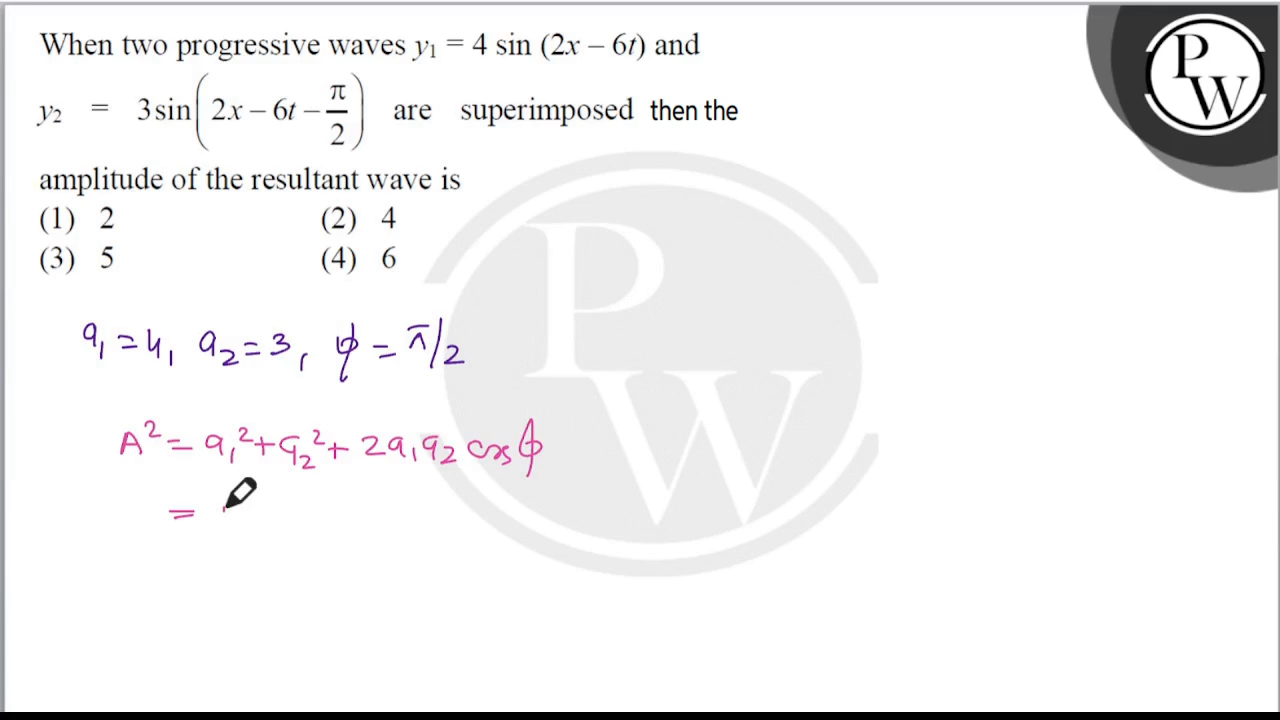 When two progressive waves y₁ = 4 sin (2x – 6t) and
y₂ = 3sin(2x – 6t – π/2) are superimposed then the
amplitude of the resultant wave is
(1) 2 (2) 4
(3) 5 (4) 6
a₁ = 4, a₂ = 3, φ = π/2
A² = a₁² + a₂² + 2a₁a₂ cos φ
=
P
W
P
W